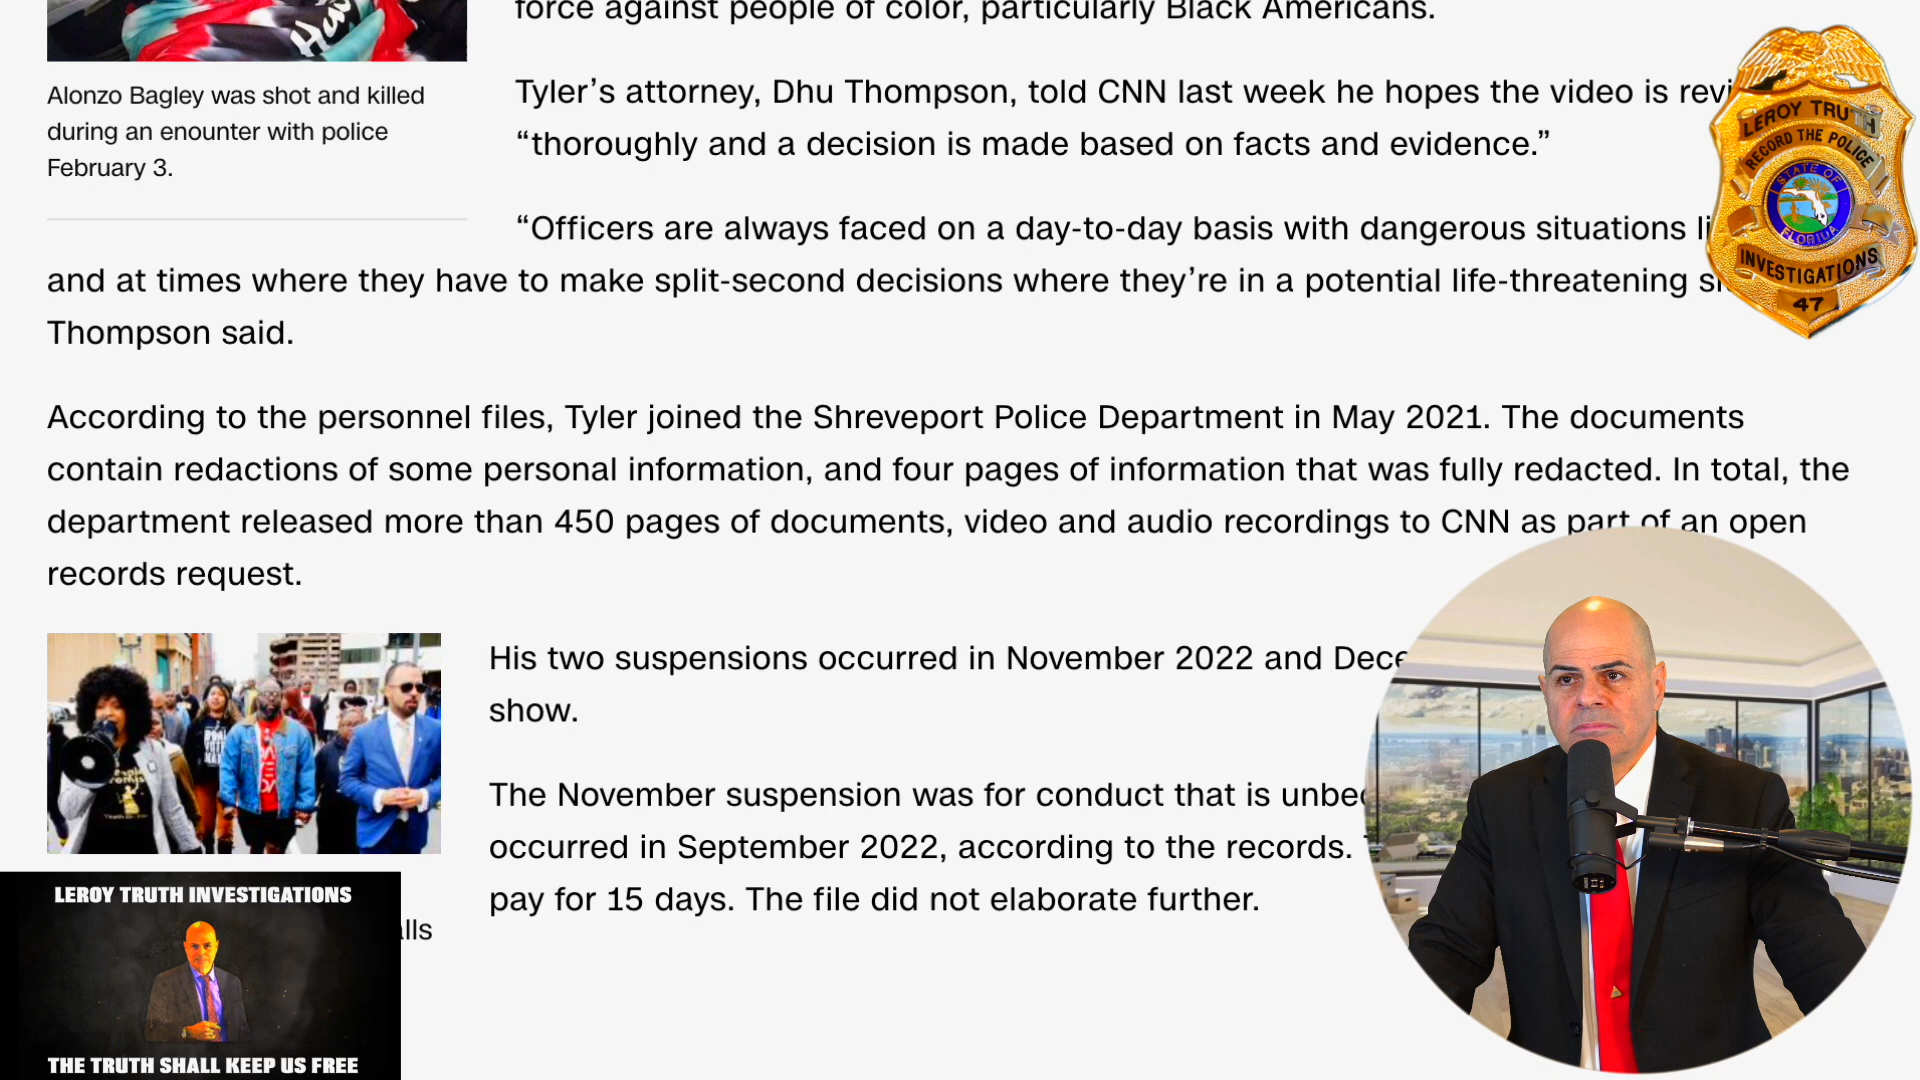 force against people of color, particularly Black Americans.
Alonzo Bagley was shot and killed
during an enounter with police
February 3.
Tyler’s attorney, Dhu Thompson, told CNN last week he hopes the video is revi
“thoroughly and a decision is made based on facts and evidence.”
“Officers are always faced on a day-to-day basis with dangerous situations li
and at times where they have to make split-second decisions where they’re in a potential life-threatening si
Thompson said.
According to the personnel files, Tyler joined the Shreveport Police Department in May 2021. The documents
contain redactions of some personal information, and four pages of information that was fully redacted. In total, the
department released more than 450 pages of documents, video and audio recordings to CNN as part of an open
records request.
His two suspensions occurred in November 2022 and Dece
show.
The November suspension was for conduct that is unbec
occurred in September 2022, according to the records.
pay for 15 days. The file did not elaborate further.
alls
LEROY TRUTH
RECORD THE POLICE
STATE OF
FLORIDA
INVESTIGATIONS
47
LEROY TRUTH INVESTIGATIONS
THE TRUTH SHALL KEEP US FREE